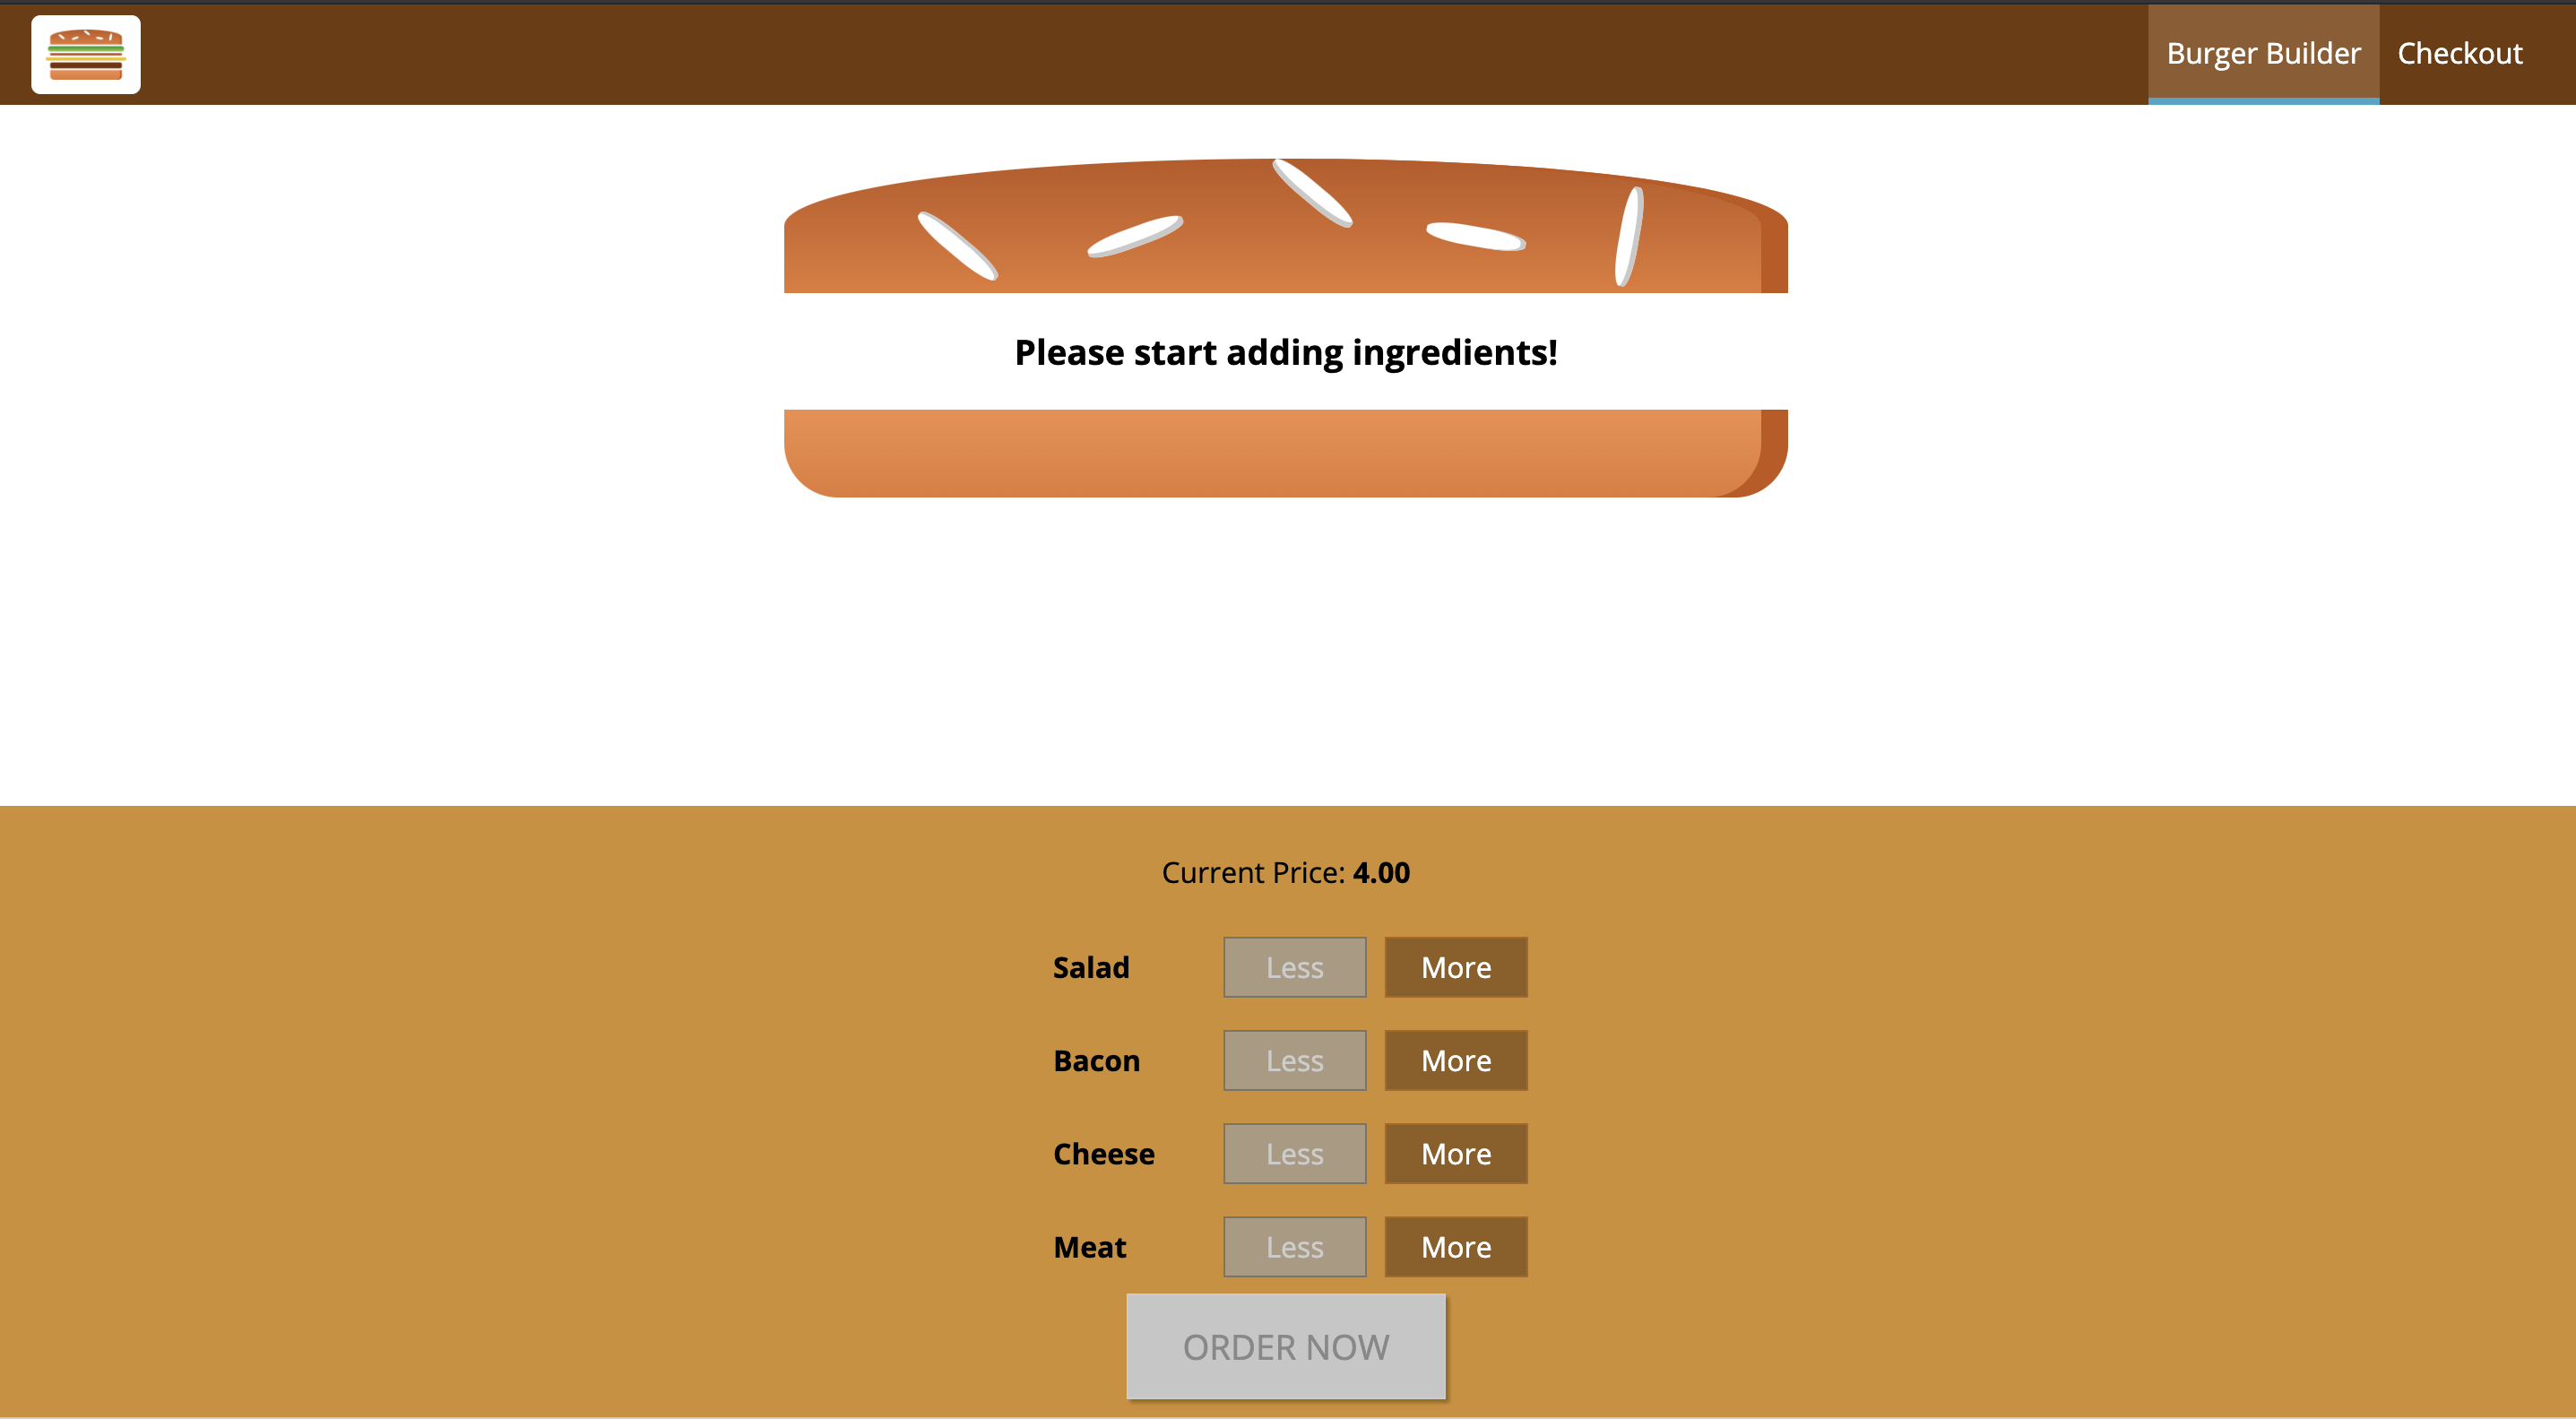 Burger Builder Checkout
Please start adding ingredients!
Current Price: 4.00
Salad Less More
Bacon Less More
Cheese Less More
Meat Less More
ORDER NOW